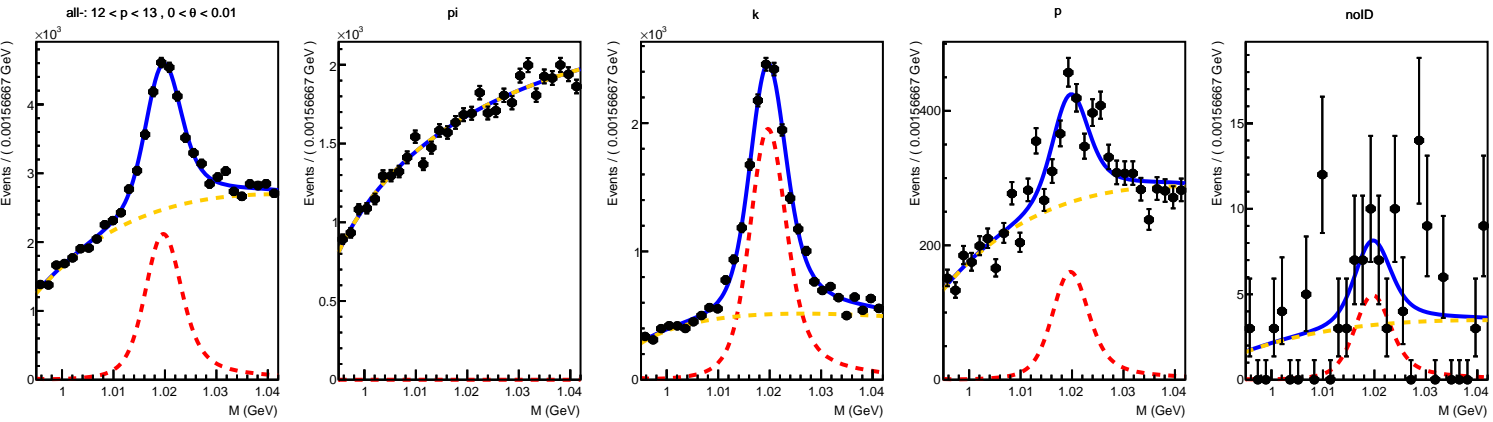 all-: 12 < p < 13 , 0 < θ < 0.01
×10³
Events / ( 0.00156667 GeV )
4
3
2
1
0
1 1.01 1.02 1.03 1.04
M (GeV)
pi
×10³
Events / ( 0.00156667 GeV )
2
1.5
1
0.5
0
1 1.01 1.02 1.03 1.04
M (GeV)
k
×10³
Events / ( 0.00156667 GeV )
2
1
0
1 1.01 1.02 1.03 1.04
M (GeV)
p
Events / ( 0.00156667 GeV )
400
200
0
1 1.01 1.02 1.03 1.04
M (GeV)
noID
Events / ( 0.00156667 GeV )
15
10
5
0
1 1.01 1.02 1.03 1.04
M (GeV)